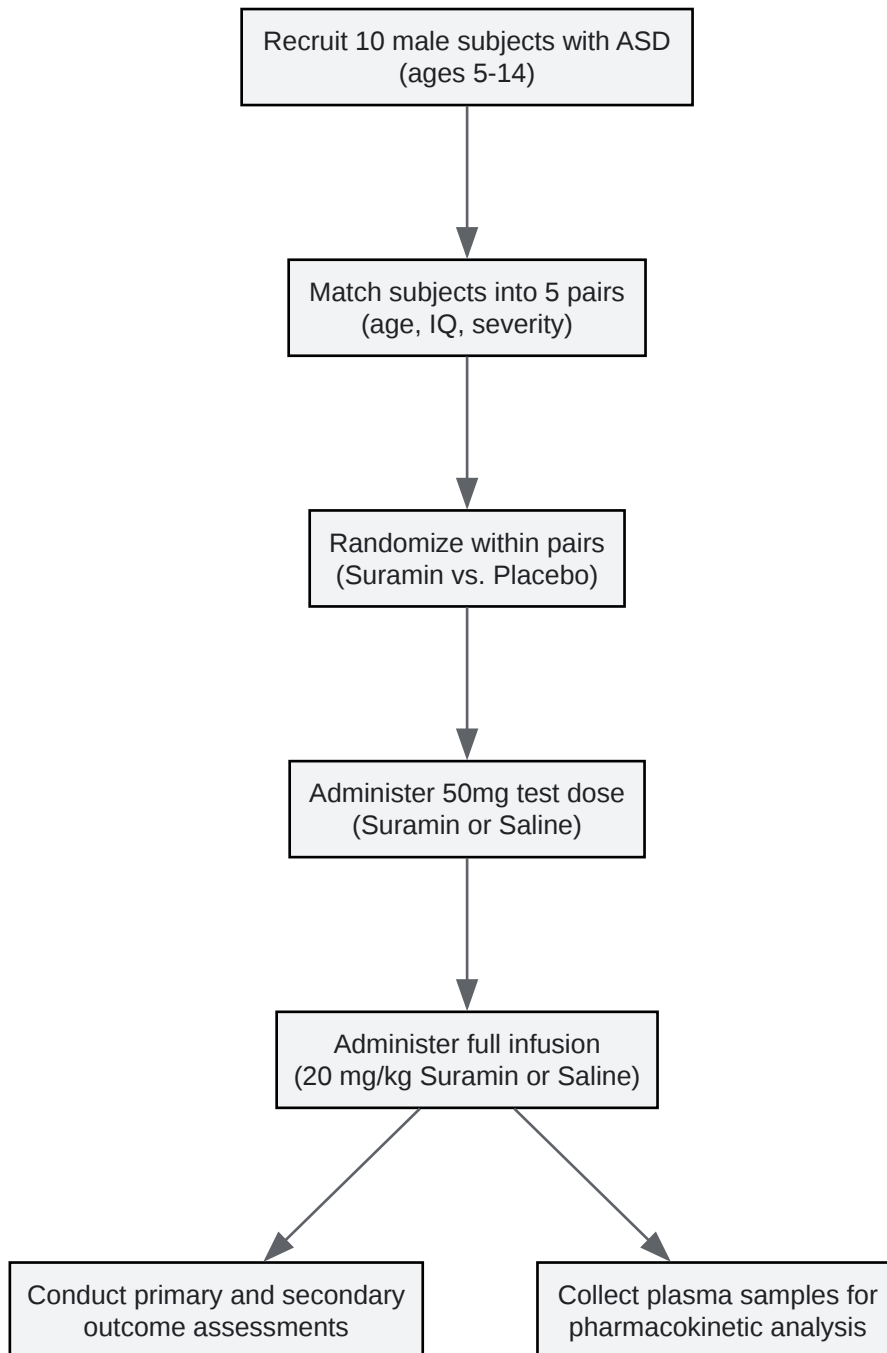 Recruit 10 male subjects with ASD
(ages 5-14)
Match subjects into 5 pairs
(age, IQ, severity)
Randomize within pairs
(Suramin vs. Placebo)
Administer 50mg test dose
(Suramin or Saline)
Administer full infusion
(20 mg/kg Suramin or Saline)
Conduct primary and secondary
outcome assessments
Collect plasma samples for
pharmacokinetic analysis